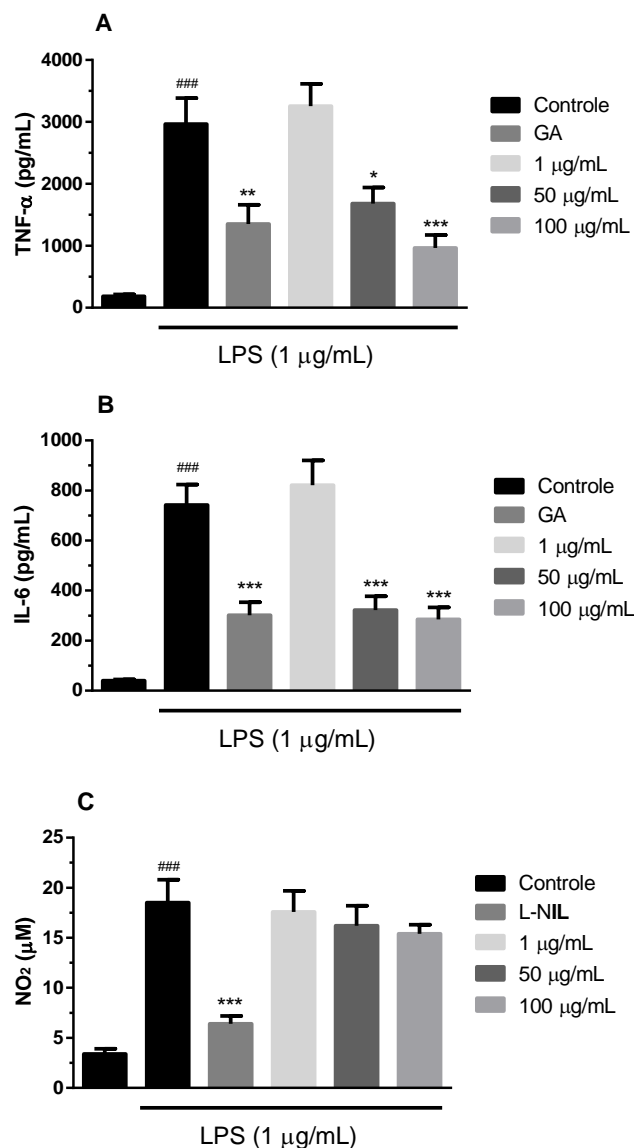 A
TNF-α (pg/mL)
4000
3000
2000
1000
0
###
**
*
***
Controle
GA
1 μg/mL
50 μg/mL
100 μg/mL
LPS (1 μg/mL)
B
IL-6 (pg/mL)
1000
800
600
400
200
0
###
***
***
***
Controle
GA
1 μg/mL
50 μg/mL
100 μg/mL
LPS (1 μg/mL)
C
NO2 (μM)
25
20
15
10
5
0
###
***
Controle
L-NIL
1 μg/mL
50 μg/mL
100 μg/mL
LPS (1 μg/mL)